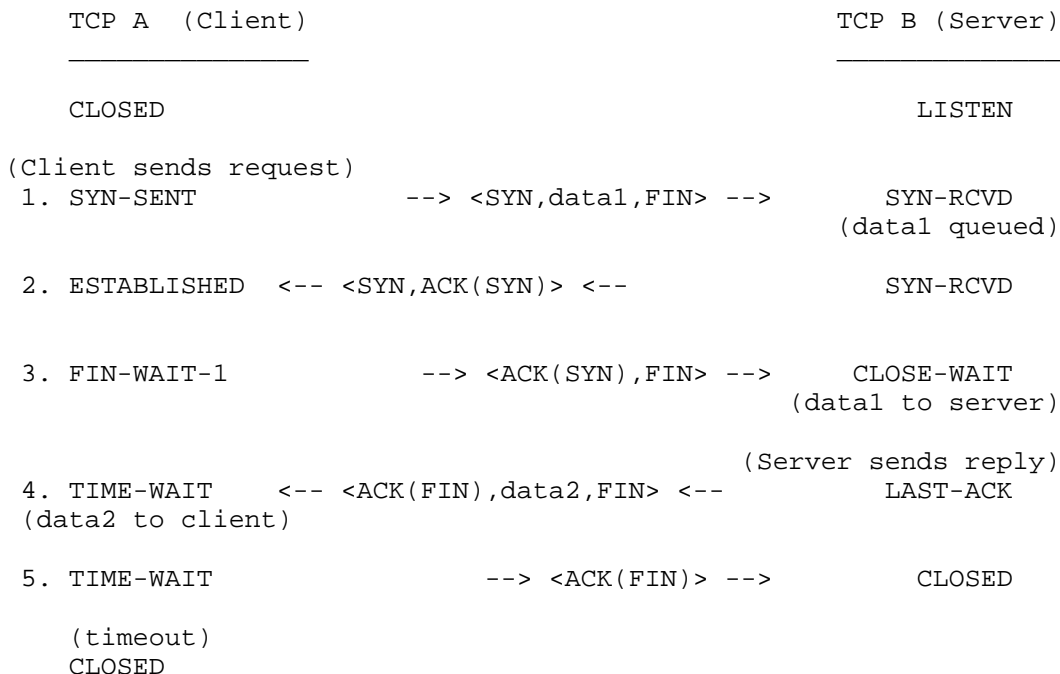 TCP A  (Client)                                 TCP B (Server)
_______________                                 ______________
CLOSED                                               LISTEN
(Client sends request)
1. SYN-SENT             --> <SYN,data1,FIN> -->       SYN-RCVD
(data1 queued)
2. ESTABLISHED  <-- <SYN,ACK(SYN)> <--                SYN-RCVD
3. FIN-WAIT-1            --> <ACK(SYN),FIN> -->     CLOSE-WAIT
(data1 to server)
(Server sends reply)
4. TIME-WAIT    <-- <ACK(FIN),data2,FIN> <--          LAST-ACK
(data2 to client)
5. TIME-WAIT                 --> <ACK(FIN)> -->         CLOSED
(timeout)
CLOSED